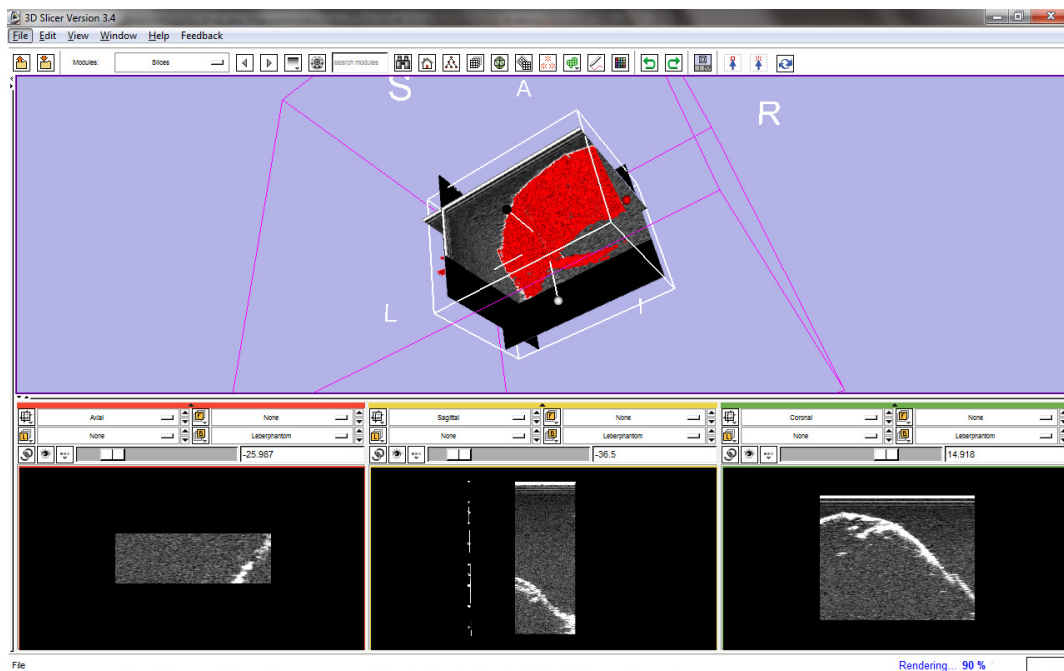 3D Slicer Version 3.4
File Edit View Window Help Feedback
Modules: Slices search modules
S A R
L I
Axial None
None Leberphantom
-25.987
Sagittal None
None Leberphantom
-36.5
Coronal None
None Leberphantom
14.918
File Rendering... 90 %